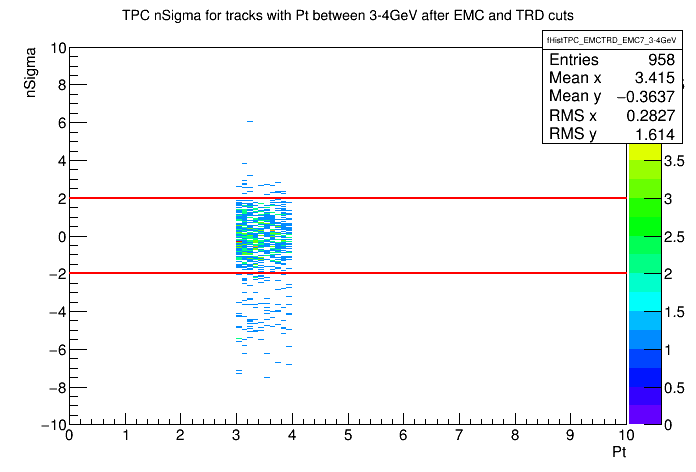 TPC nSigma for tracks with Pt between 3-4GeV after EMC and TRD cuts
fHistTPC_EMCTRD_EMC7_3-4GeV
Entries 958
Mean x 3.415
Mean y −0.3637
RMS x 0.2827
RMS y 1.614
nSigma
10
8
6
4
2
0
−2
−4
−6
−8
−10
0 1 2 3 4 5 6 7 8 9 10
Pt
3.5
3
2.5
2
1.5
1
0.5
0